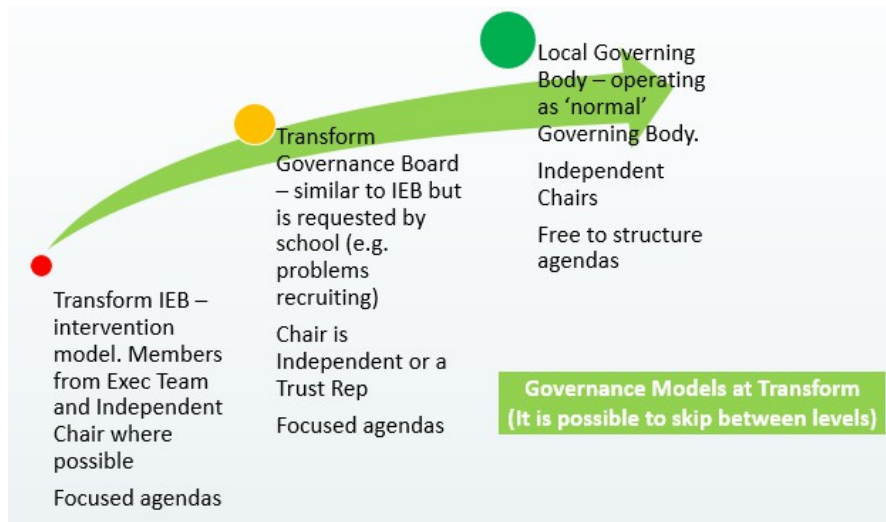 Transform IEB –
intervention
model. Members
from Exec Team
and Independent
Chair where
possible
Focused agendas
Transform
Governance Board
– similar to IEB but
is requested by
school (e.g.
problems
recruiting)
Chair is
Independent or a
Trust Rep
Focused agendas
Local Governing
Body – operating
as ‘normal’
Governing Body.
Independent
Chairs
Free to structure
agendas
Governance Models at Transform
(It is possible to skip between levels)